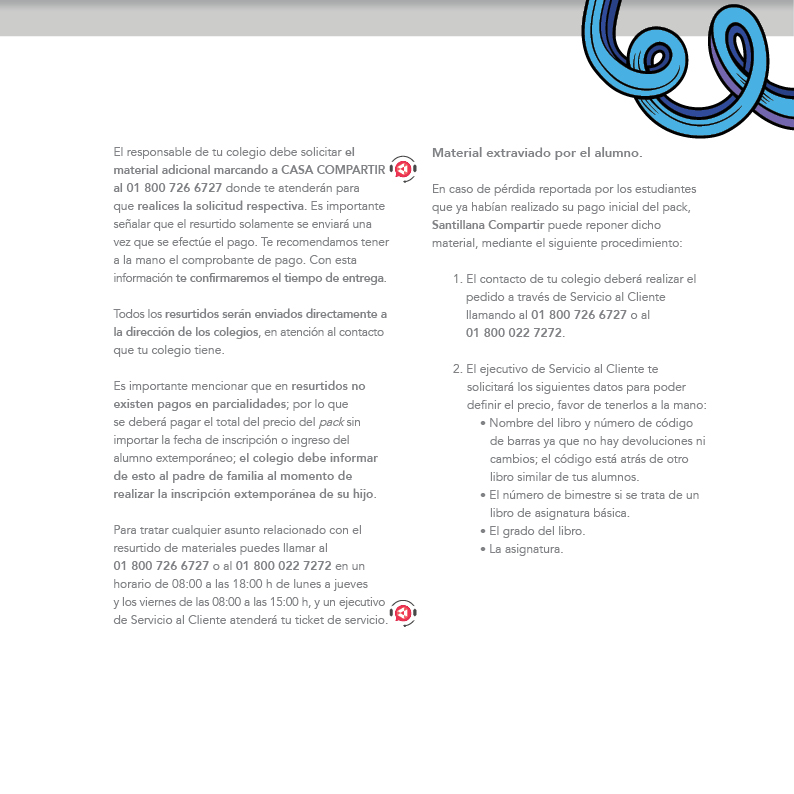 El responsable de tu colegio debe solicitar el
material adicional marcando a CASA COMPARTIR
al 01 800 726 6727 donde te atenderán para
que realices la solicitud respectiva. Es importante
señalar que el resurtido solamente se enviará una
vez que se efectúe el pago. Te recomendamos tener
a la mano el comprobante de pago. Con esta
información te confirmaremos el tiempo de entrega.
Todos los resurtidos serán enviados directamente a
la dirección de los colegios, en atención al contacto
que tu colegio tiene.
Es importante mencionar que en resurtidos no
existen pagos en parcialidades; por lo que
se deberá pagar el total del precio del pack sin
importar la fecha de inscripción o ingreso del
alumno extemporáneo; el colegio debe informar
de esto al padre de familia al momento de
realizar la inscripción extemporánea de su hijo.
Para tratar cualquier asunto relacionado con el
resurtido de materiales puedes llamar al
01 800 726 6727 o al 01 800 022 7272 en un
horario de 08:00 a las 18:00 h de lunes a jueves
y los viernes de las 08:00 a las 15:00 h, y un ejecutivo
de Servicio al Cliente atenderá tu ticket de servicio.
Material extraviado por el alumno.
En caso de pérdida reportada por los estudiantes
que ya habían realizado su pago inicial del pack,
Santillana Compartir puede reponer dicho
material, mediante el siguiente procedimiento:
1. El contacto de tu colegio deberá realizar el
pedido a través de Servicio al Cliente
llamando al 01 800 726 6727 o al
01 800 022 7272.
2. El ejecutivo de Servicio al Cliente te
solicitará los siguientes datos para poder
definir el precio, favor de tenerlos a la mano:
• Nombre del libro y número de código
de barras ya que no hay devoluciones ni
cambios; el código está atrás de otro
libro similar de tus alumnos.
• El número de bimestre si se trata de un
libro de asignatura básica.
• El grado del libro.
• La asignatura.